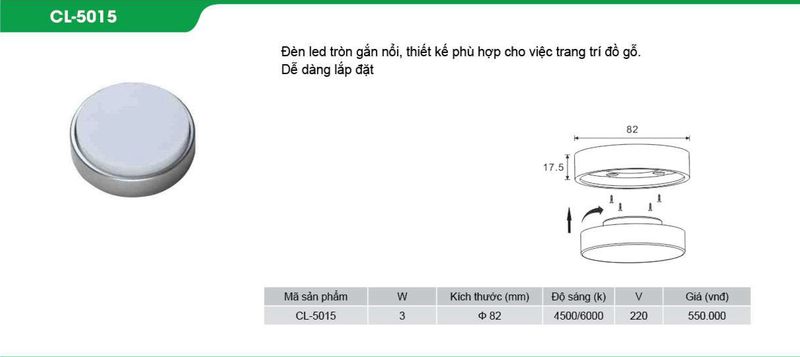 CL-5015
Đèn led tròn gắn nổi, thiết kế phù hợp cho việc trang trí đồ gỗ.
Dễ dàng lắp đặt
82
17.5
Mã sản phẩm W Kích thước (mm) Độ sáng (k) V Giá (vnđ)
CL-5015 3 Φ 82 4500/6000 220 550.000